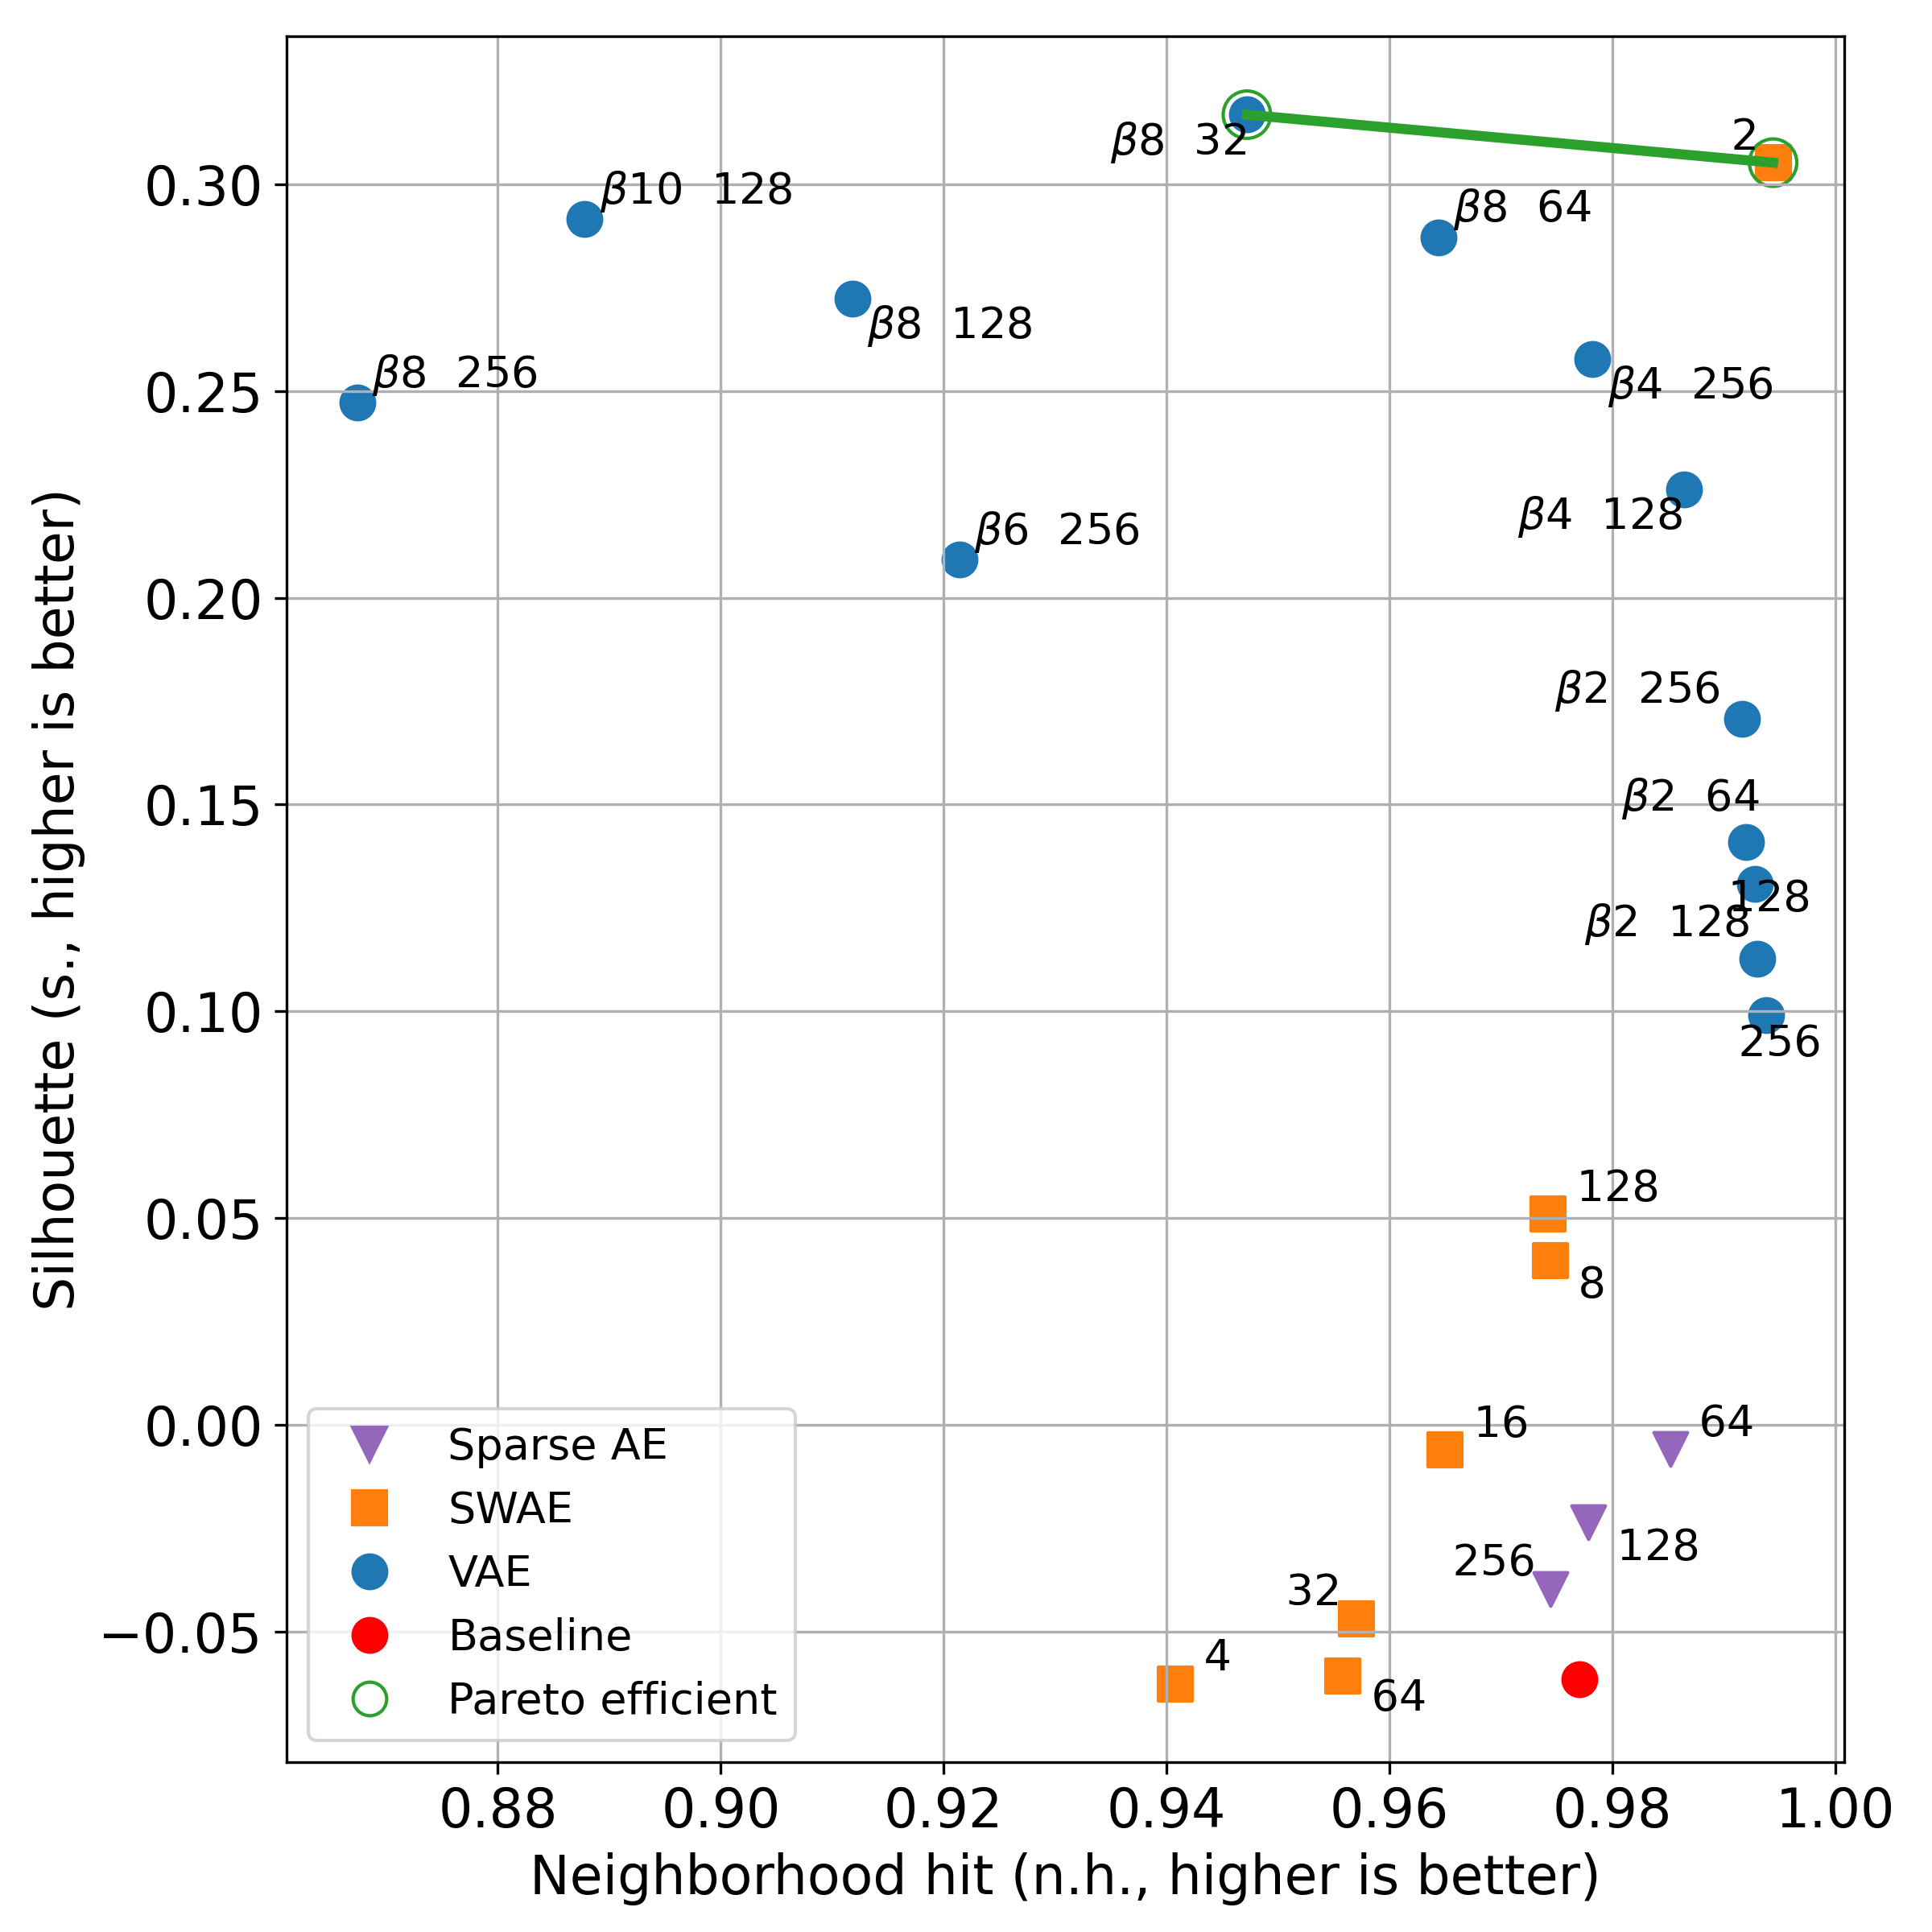 2
β8 32
β10 128
β8 64
β8 128
β8 256
β4 256
β4 128
β6 256
β2 256
β2 64
128
β2 128
256
128
8
16
64
128
256
32
4
64
0.30
0.25
0.20
0.15
0.10
0.05
0.00
−0.05
Silhouette (s., higher is better)
Sparse AE
SWAE
VAE
Baseline
Pareto efficient
0.88 0.90 0.92 0.94 0.96 0.98 1.00
Neighborhood hit (n.h., higher is better)